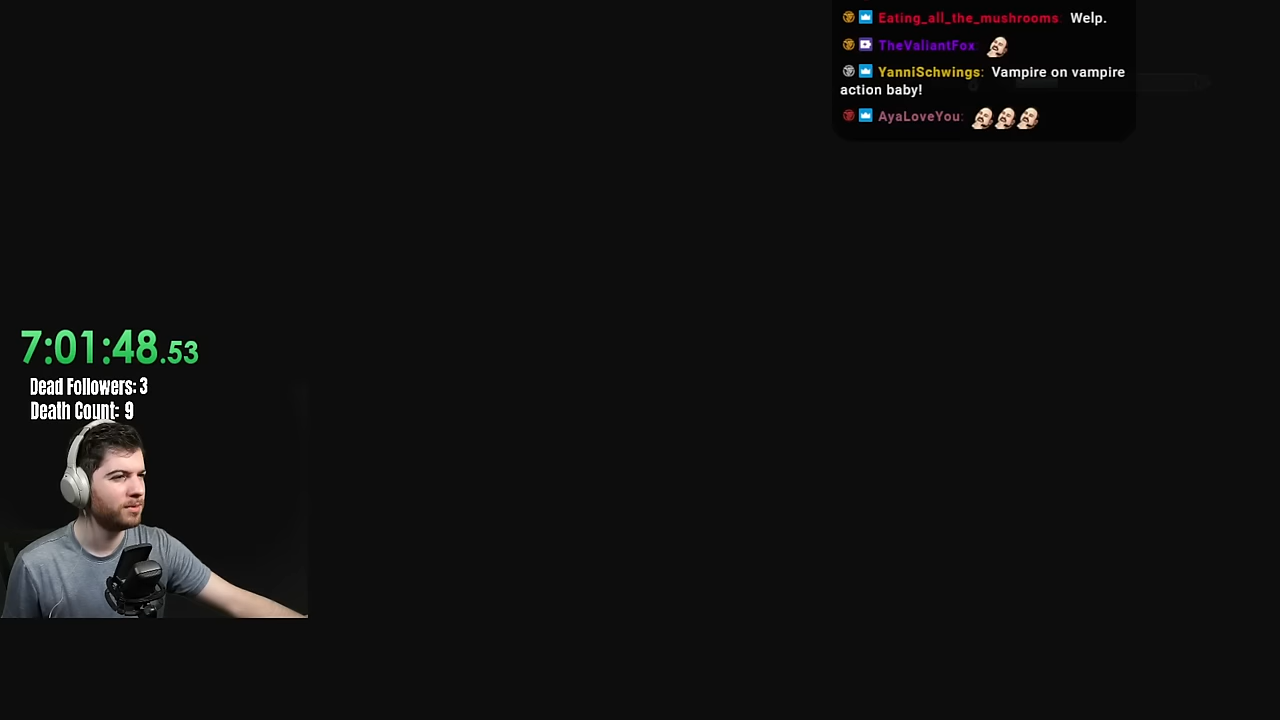 Eating_all_the_mushrooms Welp.
TheValiantFox
YanniSchwings: Vampire on vampire
action baby!
AyaLoveYou:
7:01:48.53
Dead Followers: 3
Death Count: 9